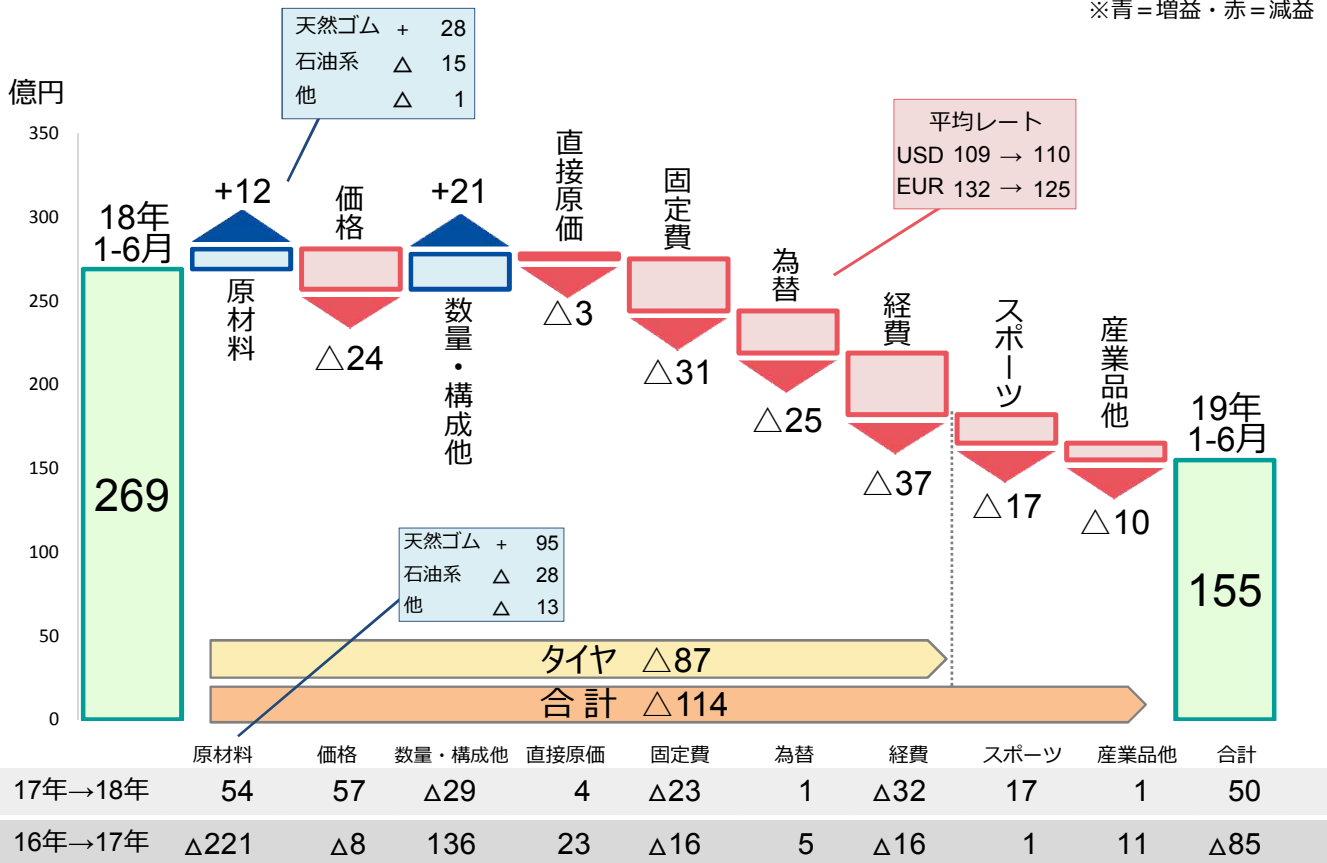 ※青=増益・赤=減益
天然ゴム + 28
石油系 △ 15
他 △ 1
億円
350
300
250
200
150
100
50
0
平均レート
USD 109 → 110
EUR 132 → 125
18年
1-6月
269
+12
原材料
価格
△24
+21
数量・構成他
直接原価
△3
固定費
△31
為替
△25
経費
△37
スポーツ
△17
産業品他
△10
19年
1-6月
155
天然ゴム + 95
石油系 △ 28
他 △ 13
タイヤ △87
合計 △114
原材料 価格 数量・構成他 直接原価 固定費 為替 経費 スポーツ 産業品他 合計
17年→18年 54 57 △29 4 △23 1 △32 17 1 50
16年→17年 △221 △8 136 23 △16 5 △16 1 11 △85